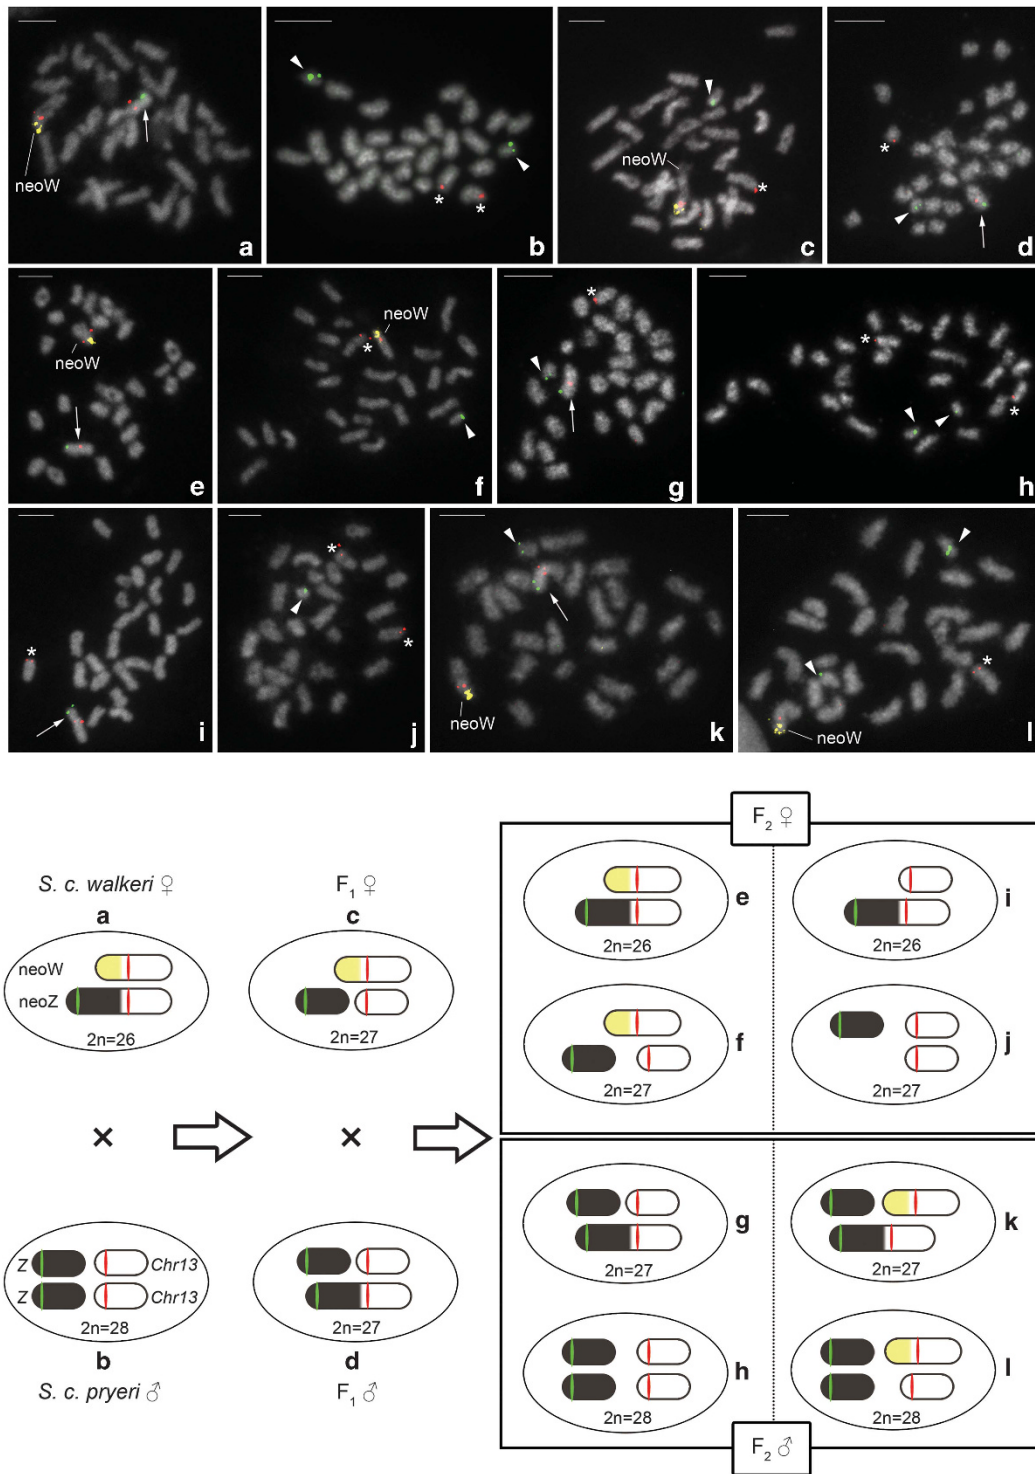 a
b
c
d
neoW
neoW
e
f
g
h
neoW
neoW
i
j
k
l
neoW
neoW
F2 ♀
S. c. walkeri ♀
a
neoW
neoZ
2n=26
F1 ♀
c
2n=27
e
2n=26
i
2n=26
f
2n=27
j
2n=27
×
×
Z Chr13
Z Chr13
2n=28
b
S. c. pryeri ♂
2n=27
d
F1 ♂
g
2n=27
k
2n=27
h
2n=28
l
2n=28
F2 ♂